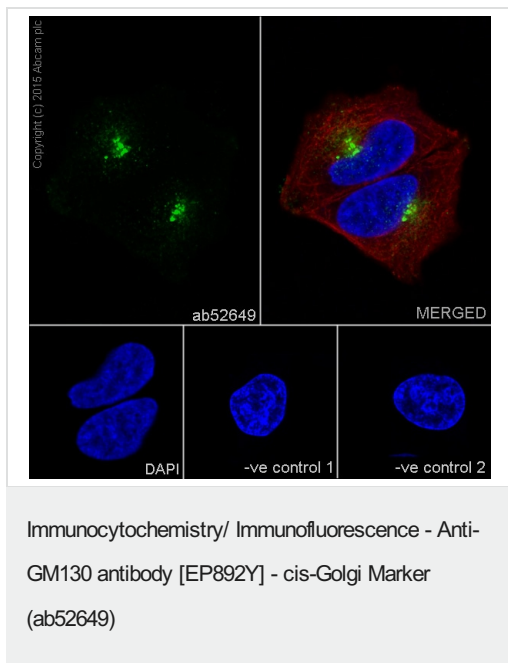 Copyright (c) 2015 Abcam plc
ab52649
MERGED
DAPI
-ve control 1
-ve control 2
Immunocytochemistry/ Immunofluorescence - Anti-
GM130 antibody [EP892Y] - cis-Golgi Marker
(ab52649)